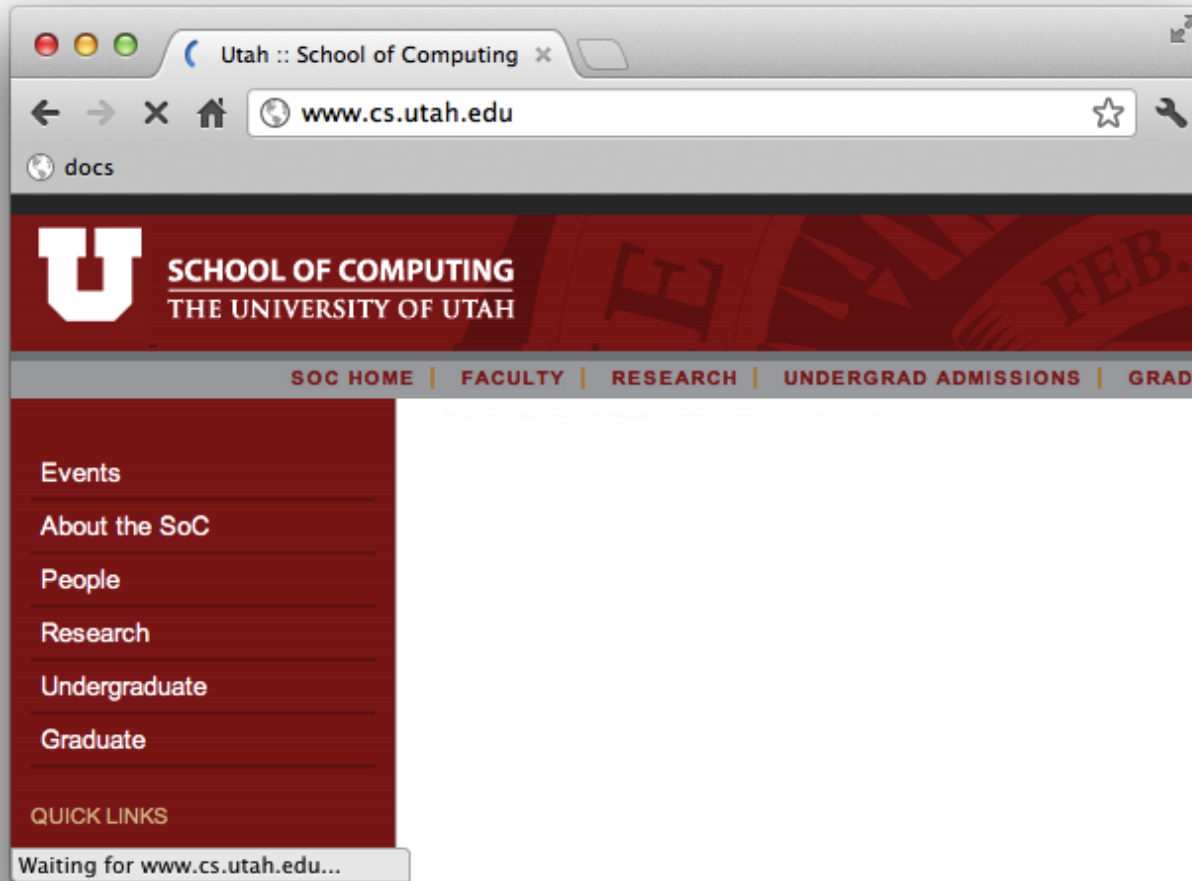 Utah :: School of Computing
www.cs.utah.edu
docs
U
SCHOOL OF COMPUTING
THE UNIVERSITY OF UTAH
FEB.
SOC HOME | FACULTY | RESEARCH | UNDERGRAD ADMISSIONS | GRAD
Events
About the SoC
People
Research
Undergraduate
Graduate
QUICK LINKS
Waiting for www.cs.utah.edu...